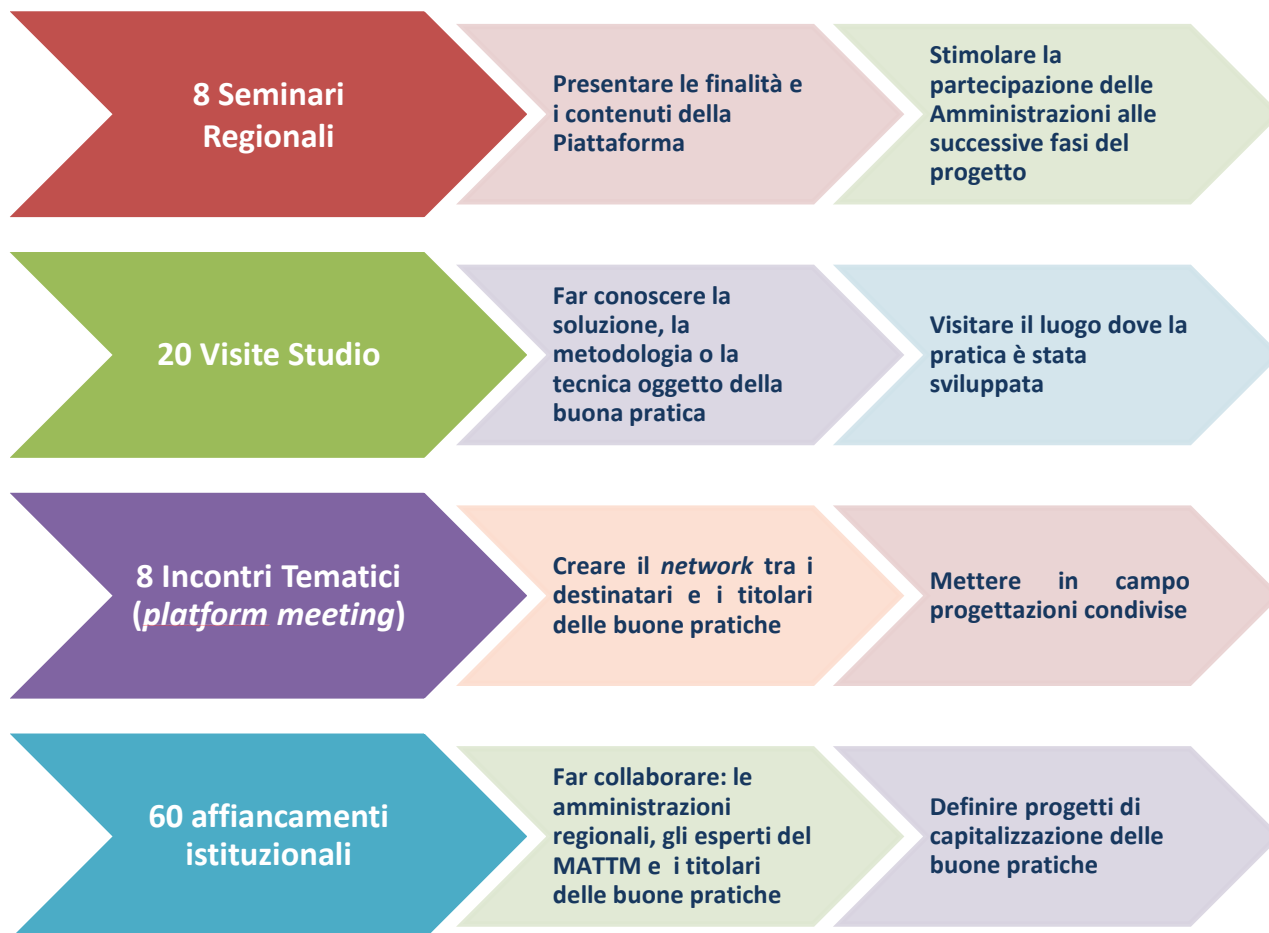 8 Seminari
Regionali
Presentare le finalità e
i contenuti della
Piattaforma
Stimolare la
partecipazione delle
Amministrazioni alle
successive fasi del
progetto
20 Visite Studio
Far conoscere la
soluzione, la
metodologia o la
tecnica oggetto della
buona pratica
Visitare il luogo dove la
pratica è stata
sviluppata
8 Incontri Tematici
(platform meeting)
Creare il network tra i
destinatari e i titolari
delle buone pratiche
Mettere in campo
progettazioni condivise
60 affiancamenti
istituzionali
Far collaborare: le
amministrazioni
regionali, gli esperti del
MATTM e i titolari
delle buone pratiche
Definire progetti di
capitalizzazione delle
buone pratiche